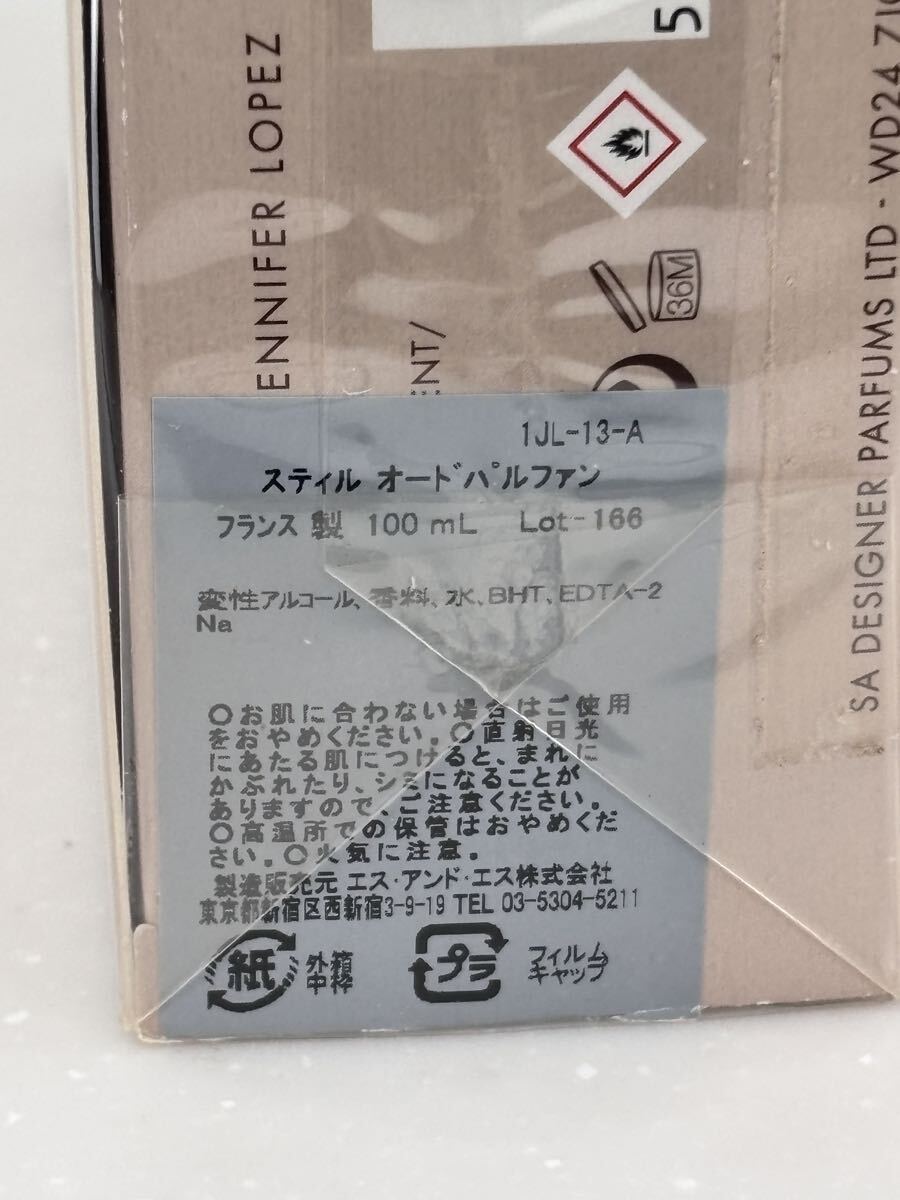 ENNIFER LOPEZ
ENT/
5
36M
SA DESIGNER PARFUMS LTD - WD24
1JL-13-A
スティル オードパルファン
フランス 製 100 mL Lot-166
変性アルコール、香料、水、BHT、EDTA-2
Na
○お肌に合わない場合はご使用
をおやめください。○直射日光
にあたる肌につけると、まれに
かぶれたり、シミになることが
ありますので、ご注意ください。
○高温所での保管はおやめくだ
さい。○火気に注意。
製造販売元 エス・アンド・エス株式会社
東京都新宿区西新宿3-9-19 TEL 03-5304-5211
紙 外箱
中枠
プラ フィルム
キャップ